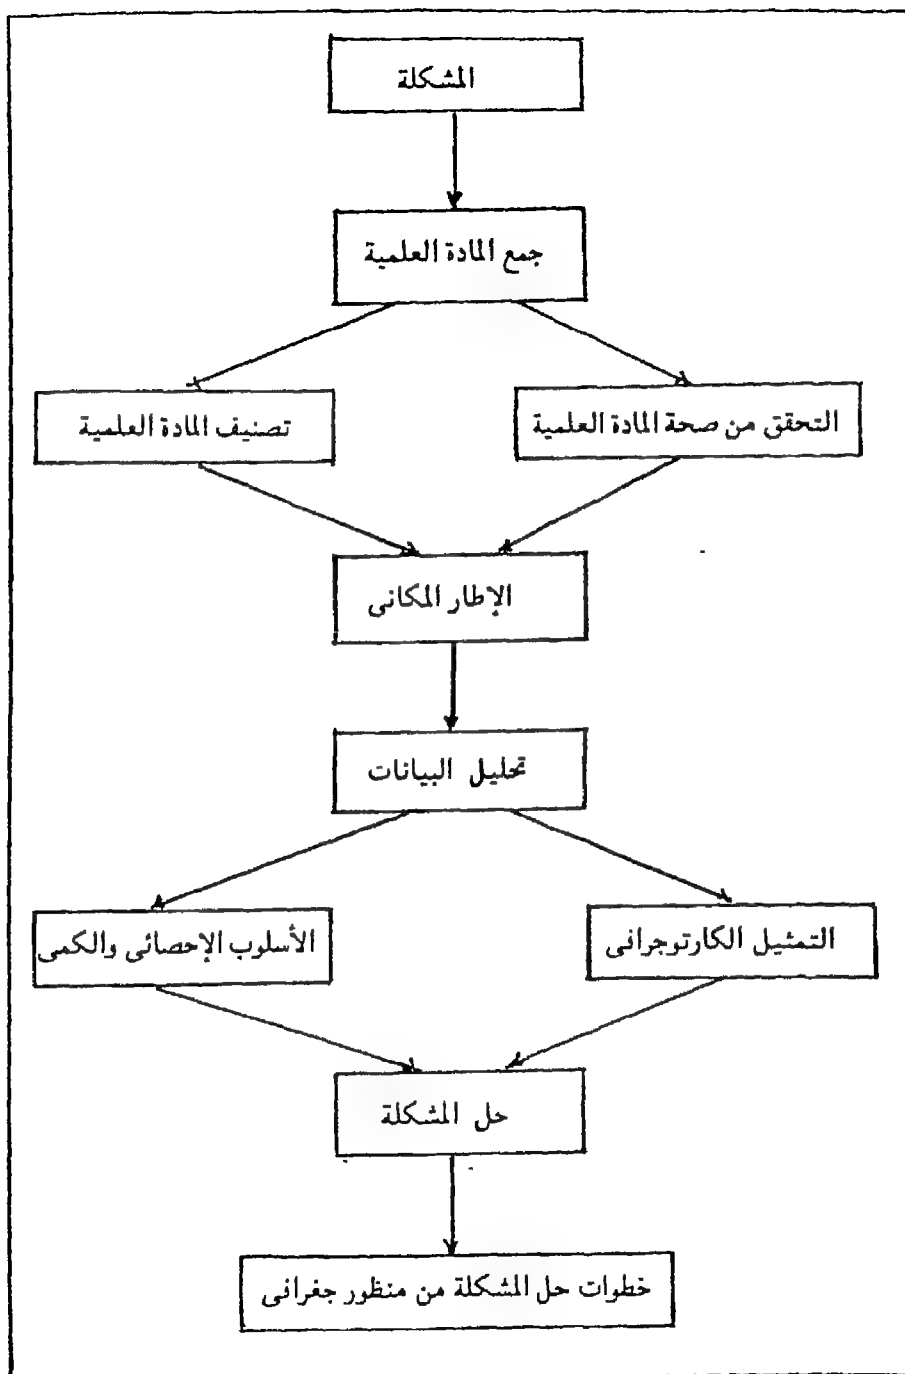 المشكلة
جمع المادة العلمية
التحقق من صحة المادة العلمية
تصنيف المادة العلمية
الإطار المكانى
تحليل البيانات
التمثيل الكارتوجرافى
الأسلوب الإحصائى والكمى
حل المشكلة
خطوات حل المشكلة من منظور جغرافى